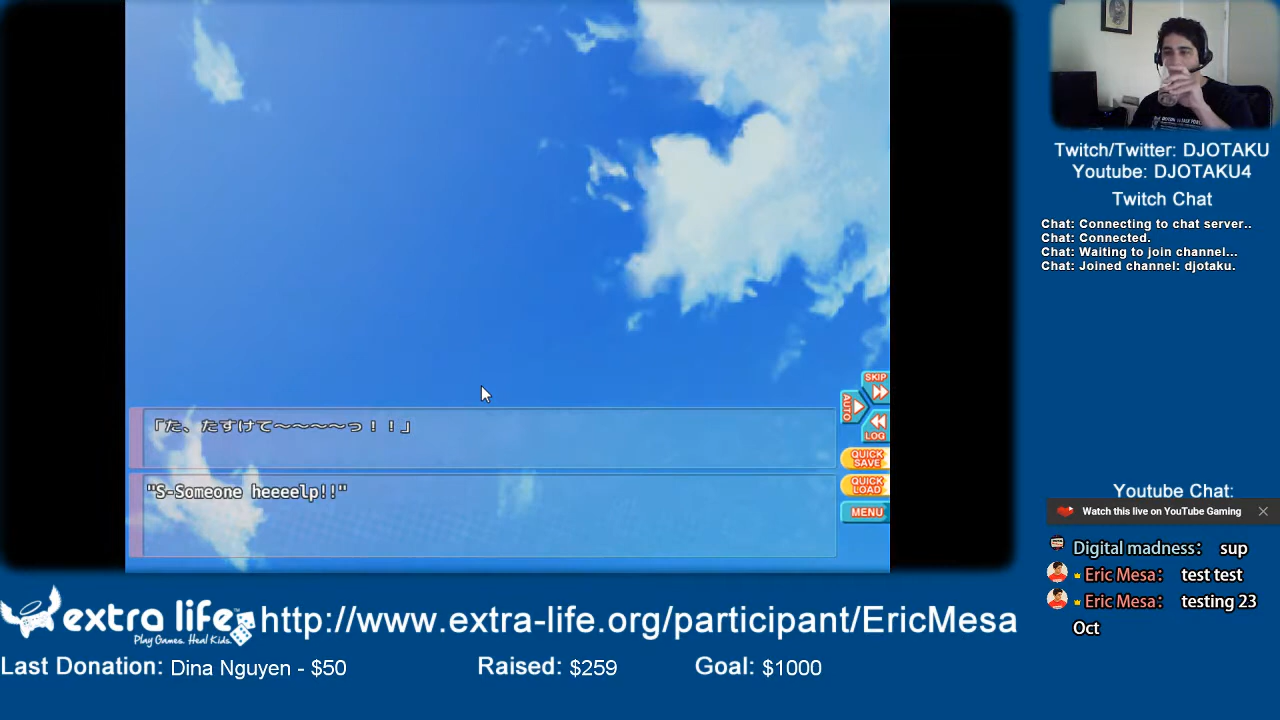 「た、たすけて～～～～っ！！」
"S-Someone heeeelp!!"
SKIP
AUTO
LOG
QUICK
SAVE
QUICK
LOAD
MENU
Twitch/Twitter: DJOTAKU
Youtube: DJOTAKU4
Twitch Chat
Chat: Connecting to chat server..
Chat: Connected.
Chat: Waiting to join channel...
Chat: Joined channel: djotaku.
Youtube Chat:
Watch this live on YouTube Gaming
Digital madness: sup
Eric Mesa: test test
Eric Mesa: testing 23
Oct
extra life
Play Games. Heal Kids.
http://www.extra-life.org/participant/EricMesa
Last Donation: Dina Nguyen - $50
Raised: $259
Goal: $1000